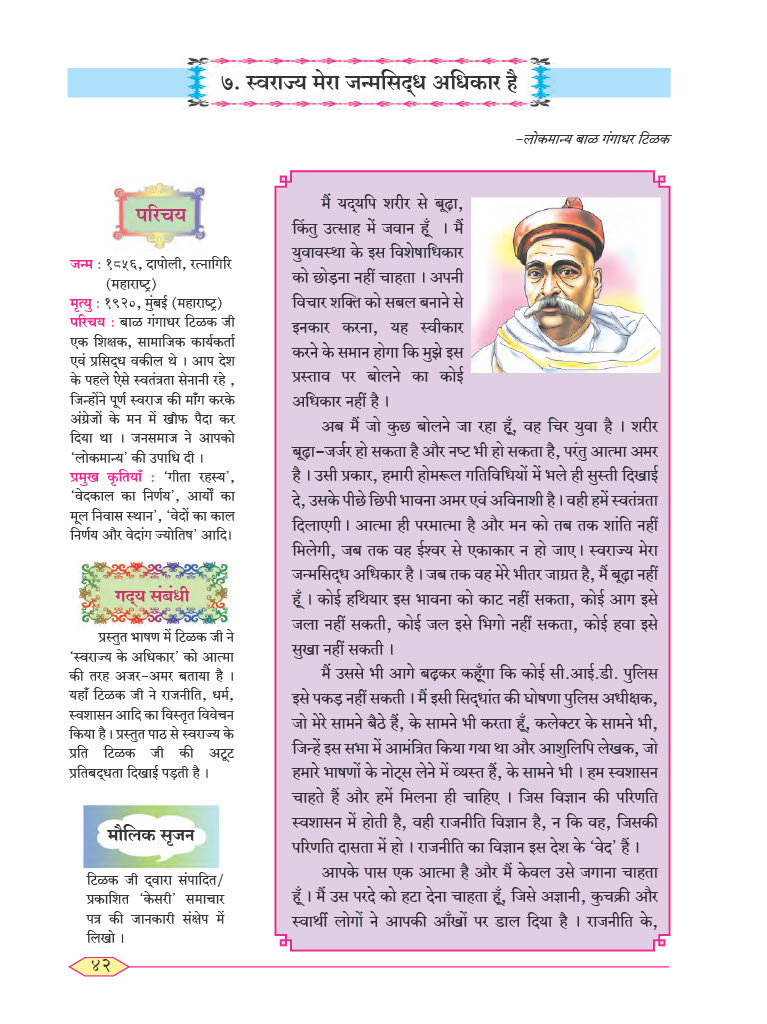 ७. स्वराज्य मेरा जन्मसिद्ध अधिकार है
-लोकमान्य बाळ गंगाधर टिळक
परिचय
जन्म : १८५६, दापोली, रत्नागिरि
(महाराष्ट्र)
मृत्यु : १९२०, मुंबई (महाराष्ट्र)
परिचय : बाळ गंगाधर टिळक जी
एक शिक्षक, सामाजिक कार्यकर्ता
एवं प्रसिद्ध वकील थे । आप देश
के पहले ऐसे स्वतंत्रता सेनानी रहे ,
जिन्होंने पूर्ण स्वराज की माँग करके
अंग्रेजों के मन में खौफ पैदा कर
दिया था । जनसमाज ने आपको
‘लोकमान्य’ की उपाधि दी ।
प्रमुख कृतियाँ : ‘गीता रहस्य’,
‘वेदकाल का निर्णय’, आर्यों का
मूल निवास स्थान’, ‘वेदों का काल
निर्णय और वेदांग ज्योतिष’ आदि।
गद्य संबंधी
प्रस्तुत भाषण में टिळक जी ने
‘स्वराज्य के अधिकार’ को आत्मा
की तरह अजर-अमर बताया है ।
यहाँ टिळक जी ने राजनीति, धर्म,
स्वशासन आदि का विस्तृत विवेचन
किया है । प्रस्तुत पाठ से स्वराज्य के
प्रति टिळक जी की अटूट
प्रतिबद्धता दिखाई पड़ती है ।
मौलिक सृजन
टिळक जी द्वारा संपादित/
प्रकाशित ‘केसरी’ समाचार
पत्र की जानकारी संक्षेप में
लिखो ।
मैं यद्यपि शरीर से बूढ़ा,
किंतु उत्साह में जवान हूँ । मैं
युवावस्था के इस विशेषाधिकार
को छोड़ना नहीं चाहता । अपनी
विचार शक्ति को सबल बनाने से
इनकार करना, यह स्वीकार
करने के समान होगा कि मुझे इस
प्रस्ताव पर बोलने का कोई
अधिकार नहीं है ।
अब मैं जो कुछ बोलने जा रहा हूँ, वह चिर युवा है । शरीर
बूढ़ा-जर्जर हो सकता है और नष्ट भी हो सकता है, परंतु आत्मा अमर
है । उसी प्रकार, हमारी होमरूल गतिविधियों में भले ही सुस्ती दिखाई
दे, उसके पीछे छिपी भावना अमर एवं अविनाशी है । वही हमें स्वतंत्रता
दिलाएगी । आत्मा ही परमात्मा है और मन को तब तक शांति नहीं
मिलेगी, जब तक वह ईश्वर से एकाकार न हो जाए । स्वराज्य मेरा
जन्मसिद्ध अधिकार है । जब तक वह मेरे भीतर जाग्रत है, मैं बूढ़ा नहीं
हूँ । कोई हथियार इस भावना को काट नहीं सकता, कोई आग इसे
जला नहीं सकती, कोई जल इसे भिगो नहीं सकता, कोई हवा इसे
सुखा नहीं सकती ।
मैं उससे भी आगे बढ़कर कहूँगा कि कोई सी.आई.डी. पुलिस
इसे पकड़ नहीं सकती । मैं इसी सिद्धांत की घोषणा पुलिस अधीक्षक,
जो मेरे सामने बैठे हैं, के सामने भी करता हूँ, कलेक्टर के सामने भी,
जिन्हें इस सभा में आमंत्रित किया गया था और आशुलिपि लेखक, जो
हमारे भाषणों के नोट्स लेने में व्यस्त हैं, के सामने भी । हम स्वशासन
चाहते हैं और हमें मिलना ही चाहिए । जिस विज्ञान की परिणति
स्वशासन में होती है, वही राजनीति विज्ञान है, न कि वह, जिसकी
परिणति दासता में हो । राजनीति का विज्ञान इस देश के ‘वेद’ हैं ।
आपके पास एक आत्मा है और मैं केवल उसे जगाना चाहता
हूँ । मैं उस परदे को हटा देना चाहता हूँ, जिसे अज्ञानी, कुचक्री और
स्वार्थी लोगों ने आपकी आँखों पर डाल दिया है । राजनीति के,
४२